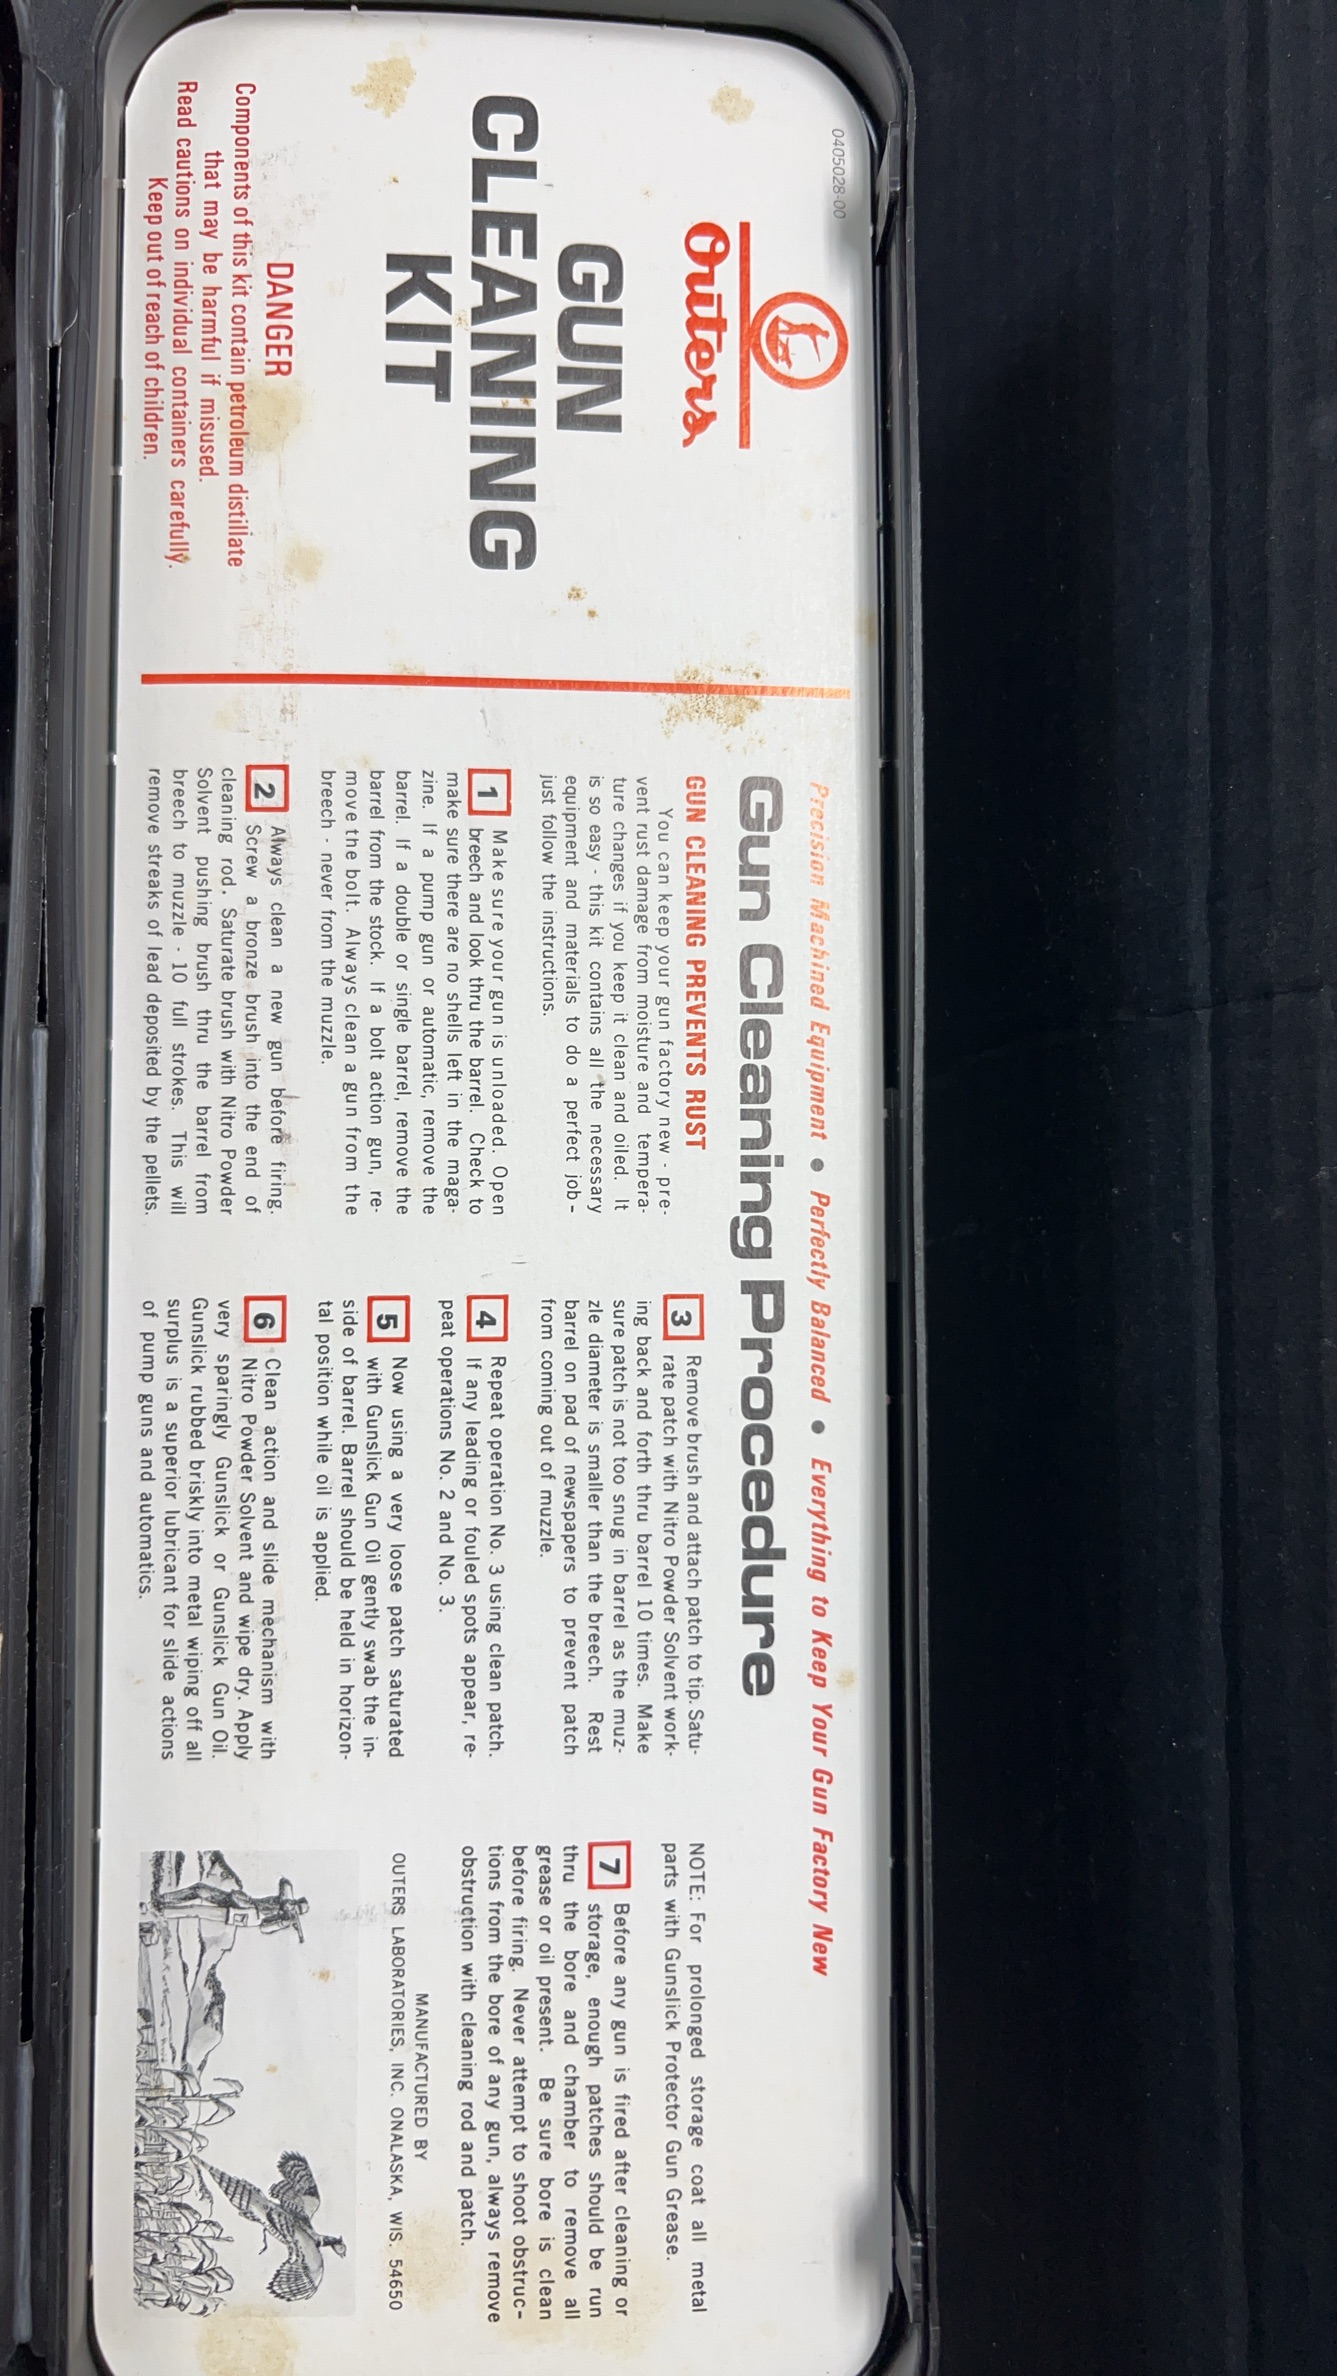 0405028-00
Outers
GUN
CLEANING
KIT
DANGER
Components of this kit contain petroleum distillate
that may be harmful if misused.
Read cautions on individual containers carefully.
Keep out of reach of children.
Precision Machined Equipment • Perfectly Balanced • Everything to Keep Your Gun Factory New
Gun Cleaning Procedure
GUN CLEANING PREVENTS RUST
You can keep your gun factory new - pre-
vent rust damage from moisture and tempera-
ture changes if you keep it clean and oiled. It
is so easy - this kit contains all the necessary
equipment and materials to do a perfect job -
just follow the instructions.
1 Make sure your gun is unloaded. Open
breech and look thru the barrel. Check to
make sure there are no shells left in the maga-
zine. If a pump gun or automatic, remove the
barrel. If a double or single barrel, remove the
barrel from the stock. If a bolt action gun, re-
move the bolt. Always clean a gun from the
breech - never from the muzzle.
2 Always clean a new gun before firing.
Screw a bronze brush into the end of
cleaning rod. Saturate brush with Nitro Powder
Solvent pushing brush thru the barrel from
breech to muzzle - 10 full strokes. This will
remove streaks of lead deposited by the pellets.
3 Remove brush and attach patch to tip. Satu-
rate patch with Nitro Powder Solvent work-
ing back and forth thru barrel 10 times. Make
sure patch is not too snug in barrel as the muz-
zle diameter is smaller than the breech. Rest
barrel on pad of newspapers to prevent patch
from coming out of muzzle.
4 Repeat operation No. 3 using clean patch.
If any leading or fouled spots appear, re-
peat operations No. 2 and No. 3.
5 Now using a very loose patch saturated
with Gunslick Gun Oil gently swab the in-
side of barrel. Barrel should be held in horizon-
tal position while oil is applied.
6 Clean action and slide mechanism with
Nitro Powder Solvent and wipe dry. Apply
very sparingly Gunslick or Gunslick Gun Oil.
Gunslick rubbed briskly into metal wiping off all
surplus is a superior lubricant for slide actions
of pump guns and automatics.
NOTE: For prolonged storage coat all metal
parts with Gunslick Protector Gun Grease.
7 Before any gun is fired after cleaning or
storage, enough patches should be run
thru the bore and chamber to remove all
grease or oil present. Be sure bore is clean
before firing. Never attempt to shoot obstruc-
tions from the bore of any gun, always remove
obstruction with cleaning rod and patch.
MANUFACTURED BY
OUTERS LABORATORIES, INC. ONALASKA, WIS. 54650